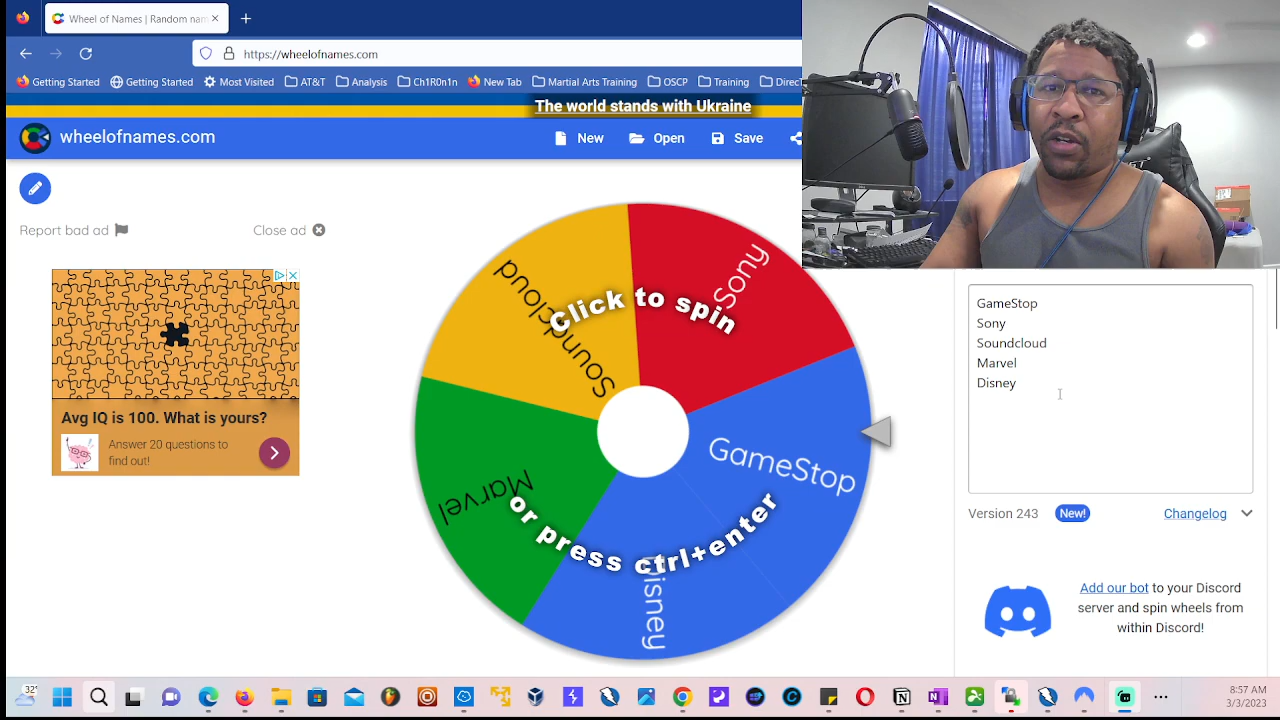 Wheel of Names | Random nam
https://wheelofnames.com
Getting Started
Getting Started
Most Visited
AT&T
Analysis
Ch1R0n1n
New Tab
Martial Arts Training
OSCP
Training
Direc
The world stands with Ukraine
wheelofnames.com
New
Open
Save
Report bad ad
Close ad
Avg IQ is 100. What is yours?
Answer 20 questions to
find out!
Click to spin
or press ctrl+enter
Sony
Soundcloud
GameStop
Marvel
Disney
GameStop
Sony
Soundcloud
Marvel
Disney
Version 243
New!
Changelog
Add our bot to your Discord
server and spin wheels from
within Discord!
32°
8:57 AM
3/3/2023